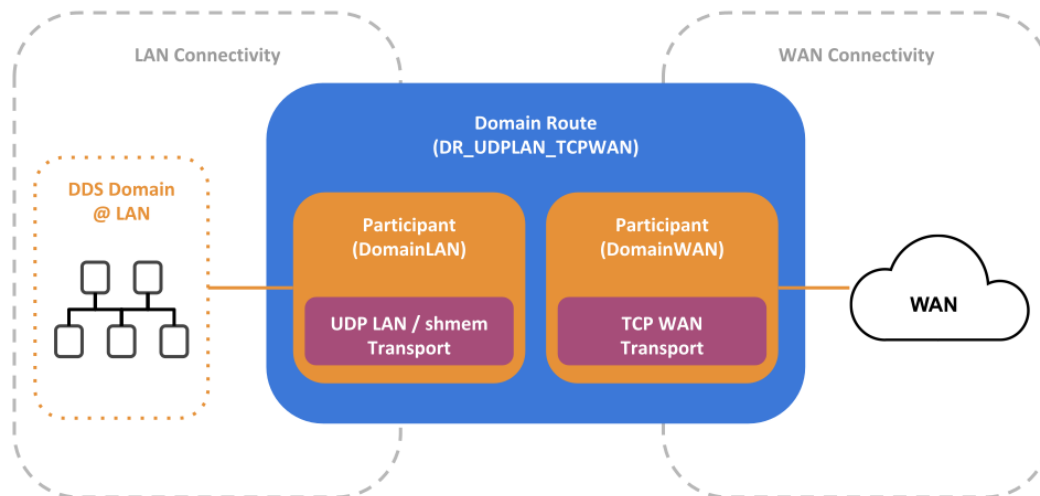 LAN Connectivity
WAN Connectivity
Domain Route
(DR_UDPLAN_TCPWAN)
DDS Domain
@ LAN
Participant
(DomainLAN)
UDP LAN / shmem
Transport
Participant
(DomainWAN)
TCP WAN
Transport
WAN